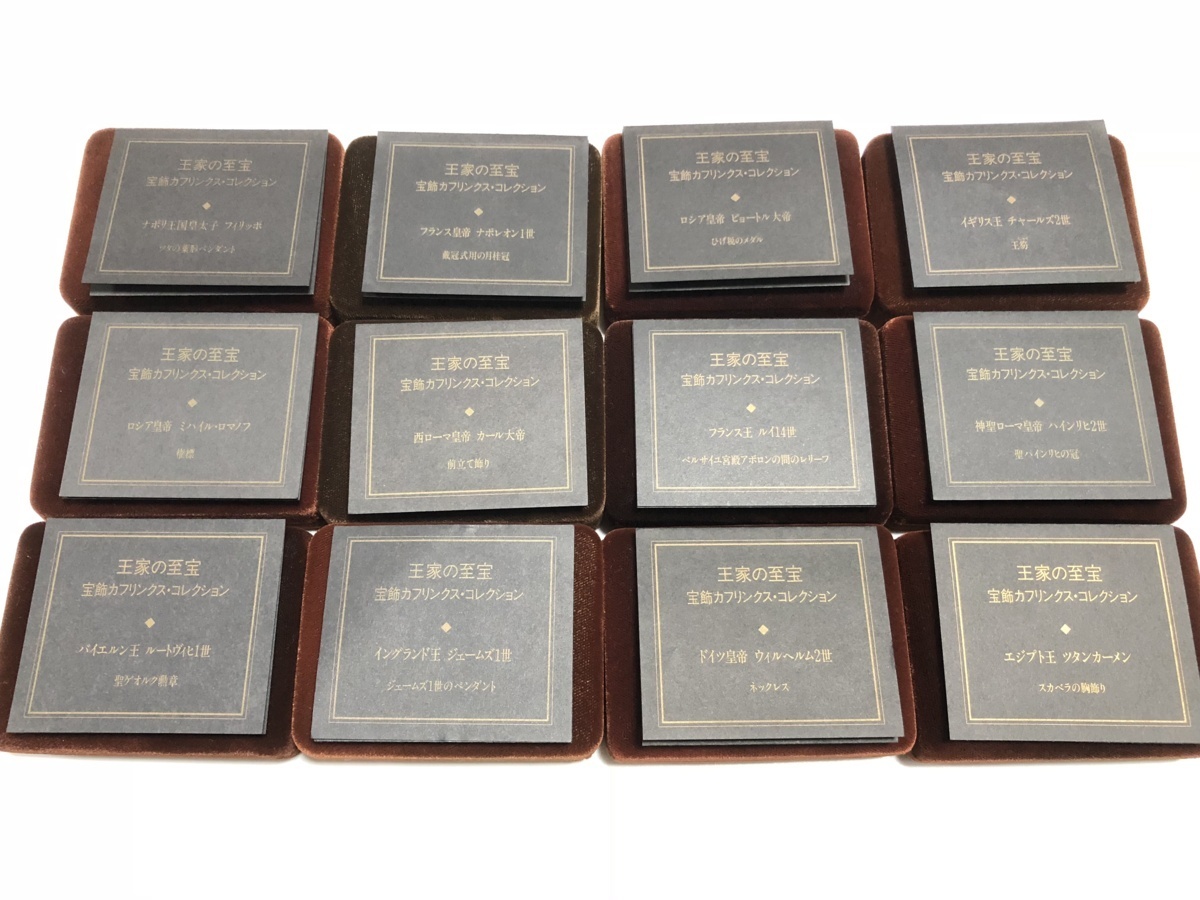 王家の至宝
宝飾カフリンクス・コレクション
ナポリ王国皇太子 フィリッポ
王家の至宝
宝飾カフリンクス・コレクション
フランス皇帝 ナポレオン1世
戴冠式用の月桂冠
王家の至宝
宝飾カフリンクス・コレクション
ロシア皇帝 ピョートル大帝
ひげ税のメダル
王家の至宝
宝飾カフリンクス・コレクション
イギリス王 チャールズ2世
王笏
王家の至宝
宝飾カフリンクス・コレクション
ロシア皇帝 ミハイル・ロマノフ
王家の至宝
宝飾カフリンクス・コレクション
西ローマ皇帝 カール大帝
前立て飾り
王家の至宝
宝飾カフリンクス・コレクション
フランス王 ルイ14世
ベルサイユ宮殿アポロンの間のレリーフ
王家の至宝
宝飾カフリンクス・コレクション
神聖ローマ皇帝 ハインリヒ2世
聖ハインリヒの冠
王家の至宝
宝飾カフリンクス・コレクション
バイエルン王 ルートヴィヒ1世
聖ゲオルク勲章
王家の至宝
宝飾カフリンクス・コレクション
イングランド王 ジェームズ1世
ジェームズ1世のペンダント
王家の至宝
宝飾カフリンクス・コレクション
ドイツ皇帝 ウィルヘルム2世
ネックレス
王家の至宝
宝飾カフリンクス・コレクション
エジプト王 ツタンカーメン
スカベラの胸飾り